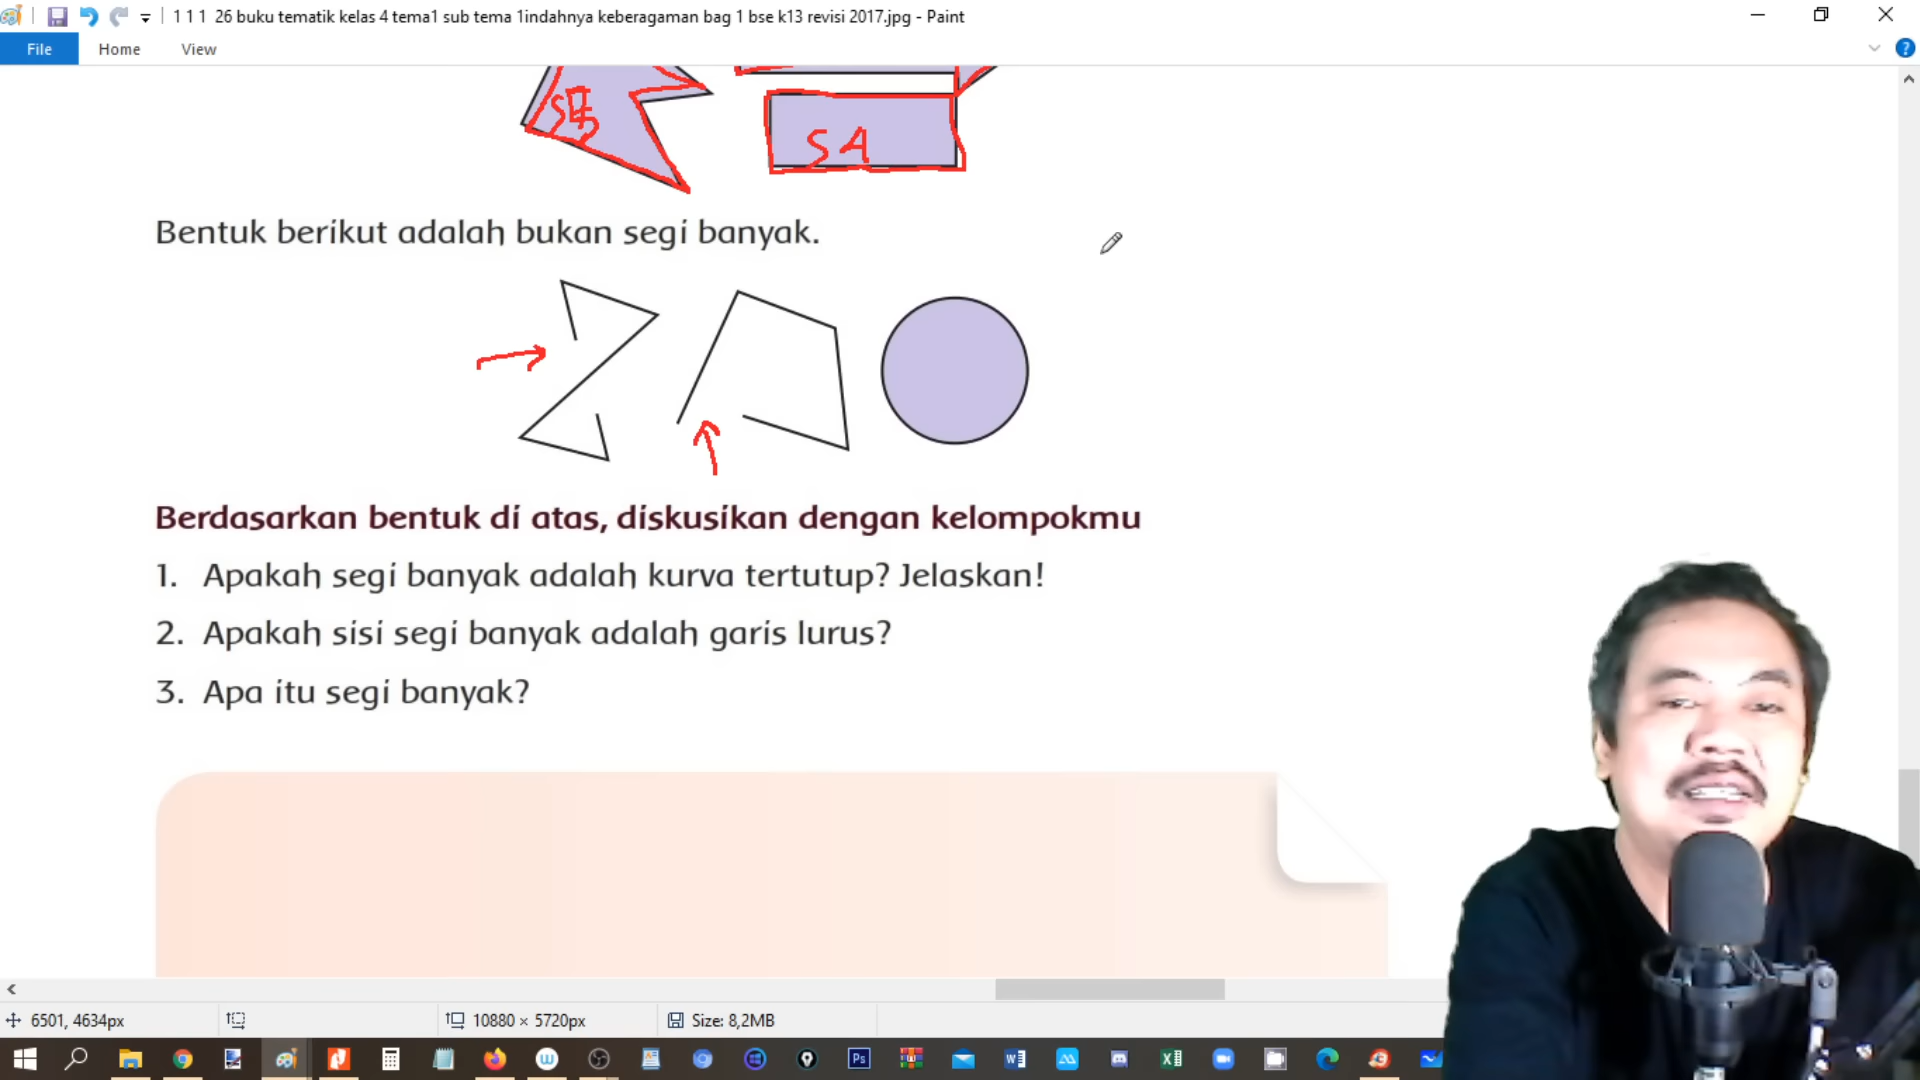 1 1 1 26 buku tematik kelas 4 tema1 sub tema 1indahnya keberagaman bag 1 bse k13 revisi 2017.jpg - Paint
File Home View
S4
Bentuk berikut adalah bukan segi banyak.
Berdasarkan bentuk di atas, diskusikan dengan kelompokmu
1. Apakah segi banyak adalah kurva tertutup? Jelaskan!
2. Apakah sisi segi banyak adalah garis lurus?
3. Apa itu segi banyak?
6501, 4634px 10880 × 5720px Size: 8,2MB